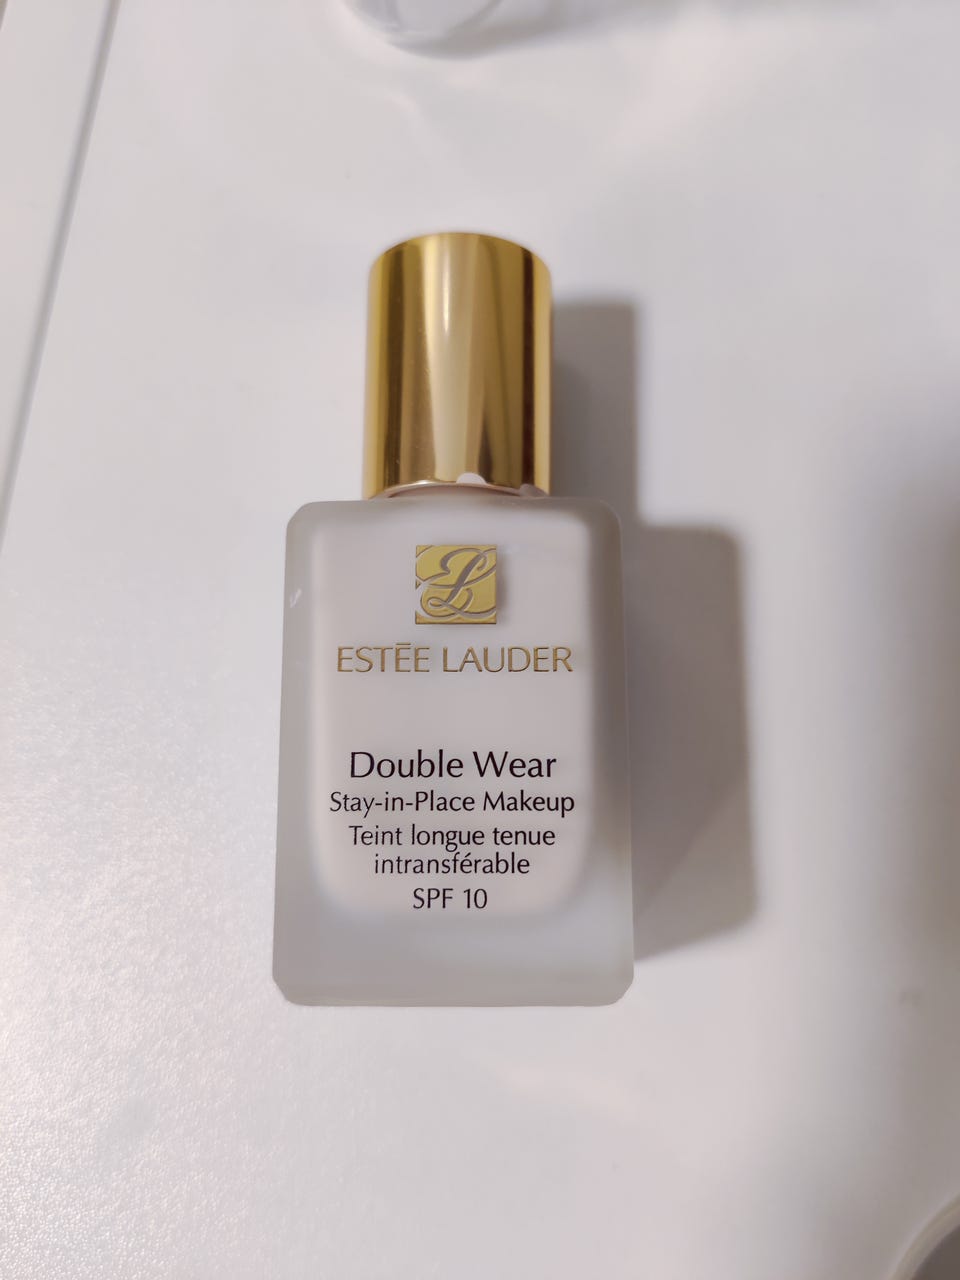 ESTĒE LAUDER
Double Wear
Stay-in-Place Makeup
Teint longue tenue
intransférable
SPF 10